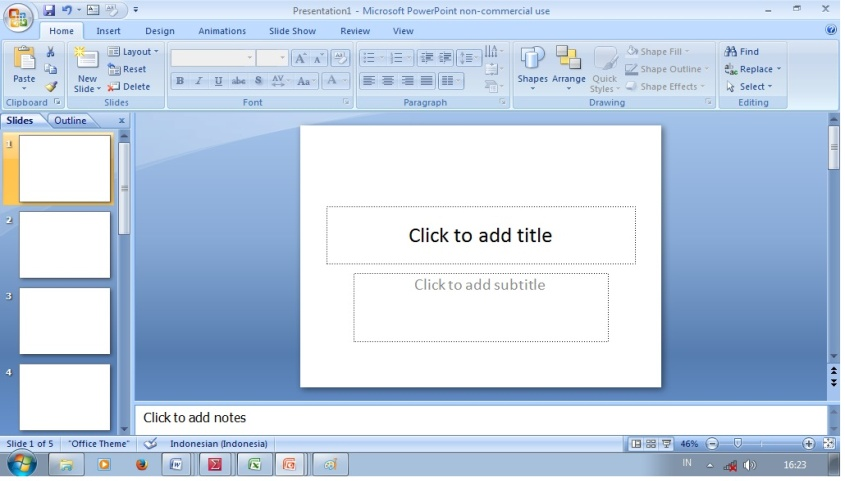 Presentation1 - Microsoft PowerPoint non-commercial use
Home Insert Design Animations Slide Show Review View
Paste
New Slide
Layout
Reset
Delete
B I U abc S AV Aa A
A A
Shapes Arrange Quick Styles
Shape Fill
Shape Outline
Shape Effects
Find
Replace
Select
Clipboard Slides Font Paragraph Drawing Editing
Slides Outline x
1
2
3
4
Click to add title
Click to add subtitle
Click to add notes
Slide 1 of 5 "Office Theme" Indonesian (Indonesia) 46%
IN 16:23